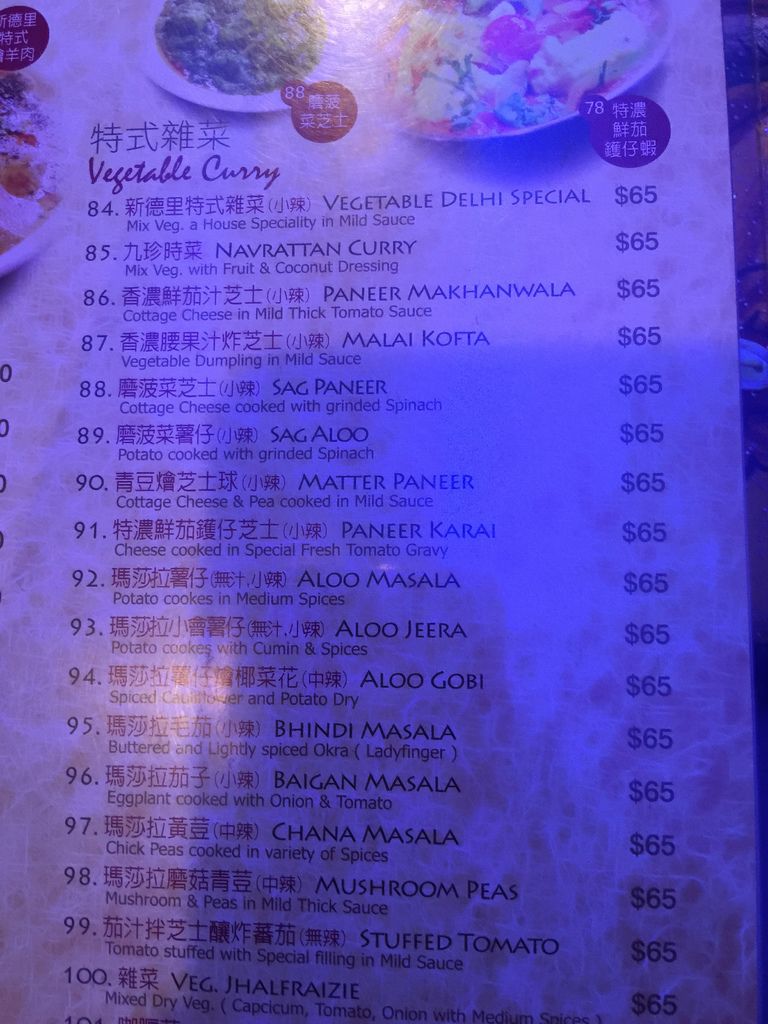 新德里
特式
羊肉
88 磨菠
菜芝士
78 特濃
鮮茄
鑊仔蝦
特式雜菜
Vegetable Curry
84. 新德里特式雜菜(小辣) VEGETABLE DELHI SPECIAL $65
Mix Veg. a House Speciality in Mild Sauce
85. 九珍時菜 NAVRATTAN CURRY $65
Mix Veg. with Fruit & Coconut Dressing
86. 香濃鮮茄汁芝士(小辣) PANEER MAKHANWALA $65
Cottage Cheese in Mild Thick Tomato Sauce
87. 香濃腰果汁炸芝士(小辣) MALAI KOFTA $65
Vegetable Dumpling in Mild Sauce
88. 磨菠菜芝士(小辣) SAG PANEER $65
Cottage Cheese cooked with grinded Spinach
89. 磨菠菜薯仔(小辣) SAG ALOO $65
Potato cooked with grinded Spinach
90. 青豆燴芝士球(小辣) MATTER PANEER $65
Cottage Cheese & Pea cooked in Mild Sauce
91. 特濃鮮茄鑊仔芝士(小辣) PANEER KARAI $65
Cheese cooked in Special Fresh Tomato Gravy
92. 瑪莎拉薯仔(無汁.小辣) ALOO MASALA $65
Potato cookes in Medium Spices
93. 瑪莎拉小會薯仔(無汁.小辣) ALOO JEERA $65
Potato cookes with Cumin & Spices
94. 瑪莎拉薯仔燴椰菜花(中辣) ALOO GOBI $65
Spiced Cauliflower and Potato Dry
95. 瑪莎拉毛茄(小辣) BHINDI MASALA $65
Buttered and Lightly spiced Okra ( Ladyfinger )
96. 瑪莎拉茄子(小辣) BAIGAN MASALA $65
Eggplant cooked with Onion & Tomato
97. 瑪莎拉黃荳(中辣) CHANA MASALA $65
Chick Peas cooked in variety of Spices
98. 瑪莎拉磨菇青荳(中辣) MUSHROOM PEAS $65
Mushroom & Peas in Mild Thick Sauce
99. 茄汁拌芝士釀炸蕃茄(無辣) STUFFED TOMATO $65
Tomato stuffed with Special filling in Mild Sauce
100. 雜菜 VEG. JHALFRAIZIE $65
Mixed Dry Veg. ( Capcicum, Tomato, Onion with Medium Spices )
101.